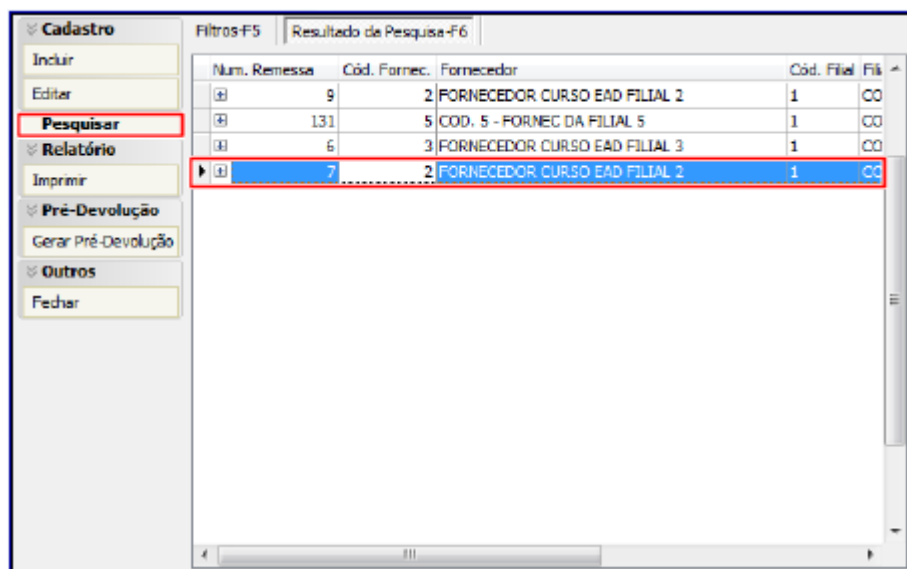 Cadastro
Incluir
Editar
Pesquisar
Relatório
Imprimir
Pré-Devolução
Gerar Pré-Devolução
Outros
Fechar
Filtros-F5 Resultado da Pesquisa-F6
Num. Remessa Cód. Fornec. Fornecedor Cód. Filial Fili
9 2 FORNECEDOR CURSO EAD FILIAL 2 1 CO
131 5 COD. 5 - FORNEC DA FILIAL 5 1 CO
6 3 FORNECEDOR CURSO EAD FILIAL 3 1 CO
7 2 FORNECEDOR CURSO EAD FILIAL 2 1 CO